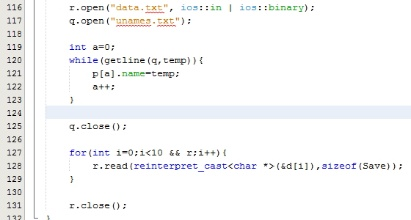 116 r.open("data.txt", ios::in | ios::binary);
117 q.open("unames.txt");
118
119 int a=0;
120 while(getline(q,temp)){
121 p[a].name=temp;
122 a++;
123 }
124
125 q.close();
126
127 for(int i=0;i<10 && r;i++){
128 r.read(reinterpret_cast<char *>(&d[i]),sizeof(Save));
129 }
130
131 r.close();
132 }